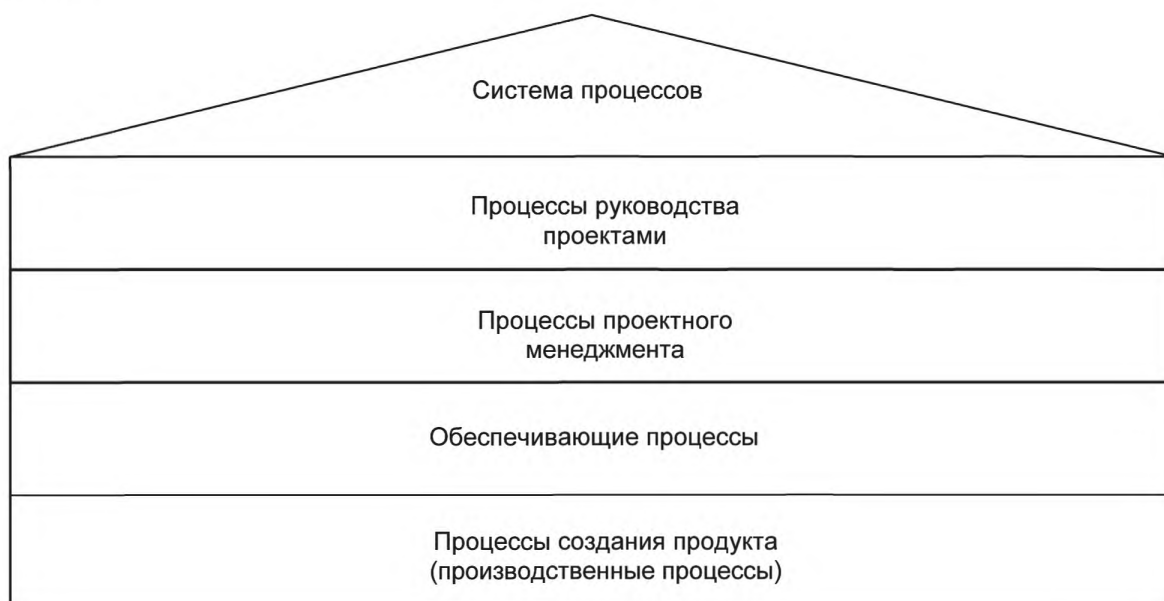 Система процессов
Процессы руководства
проектами
Процессы проектного
менеджмента
Обеспечивающие процессы
Процессы создания продукта
(производственные процессы)